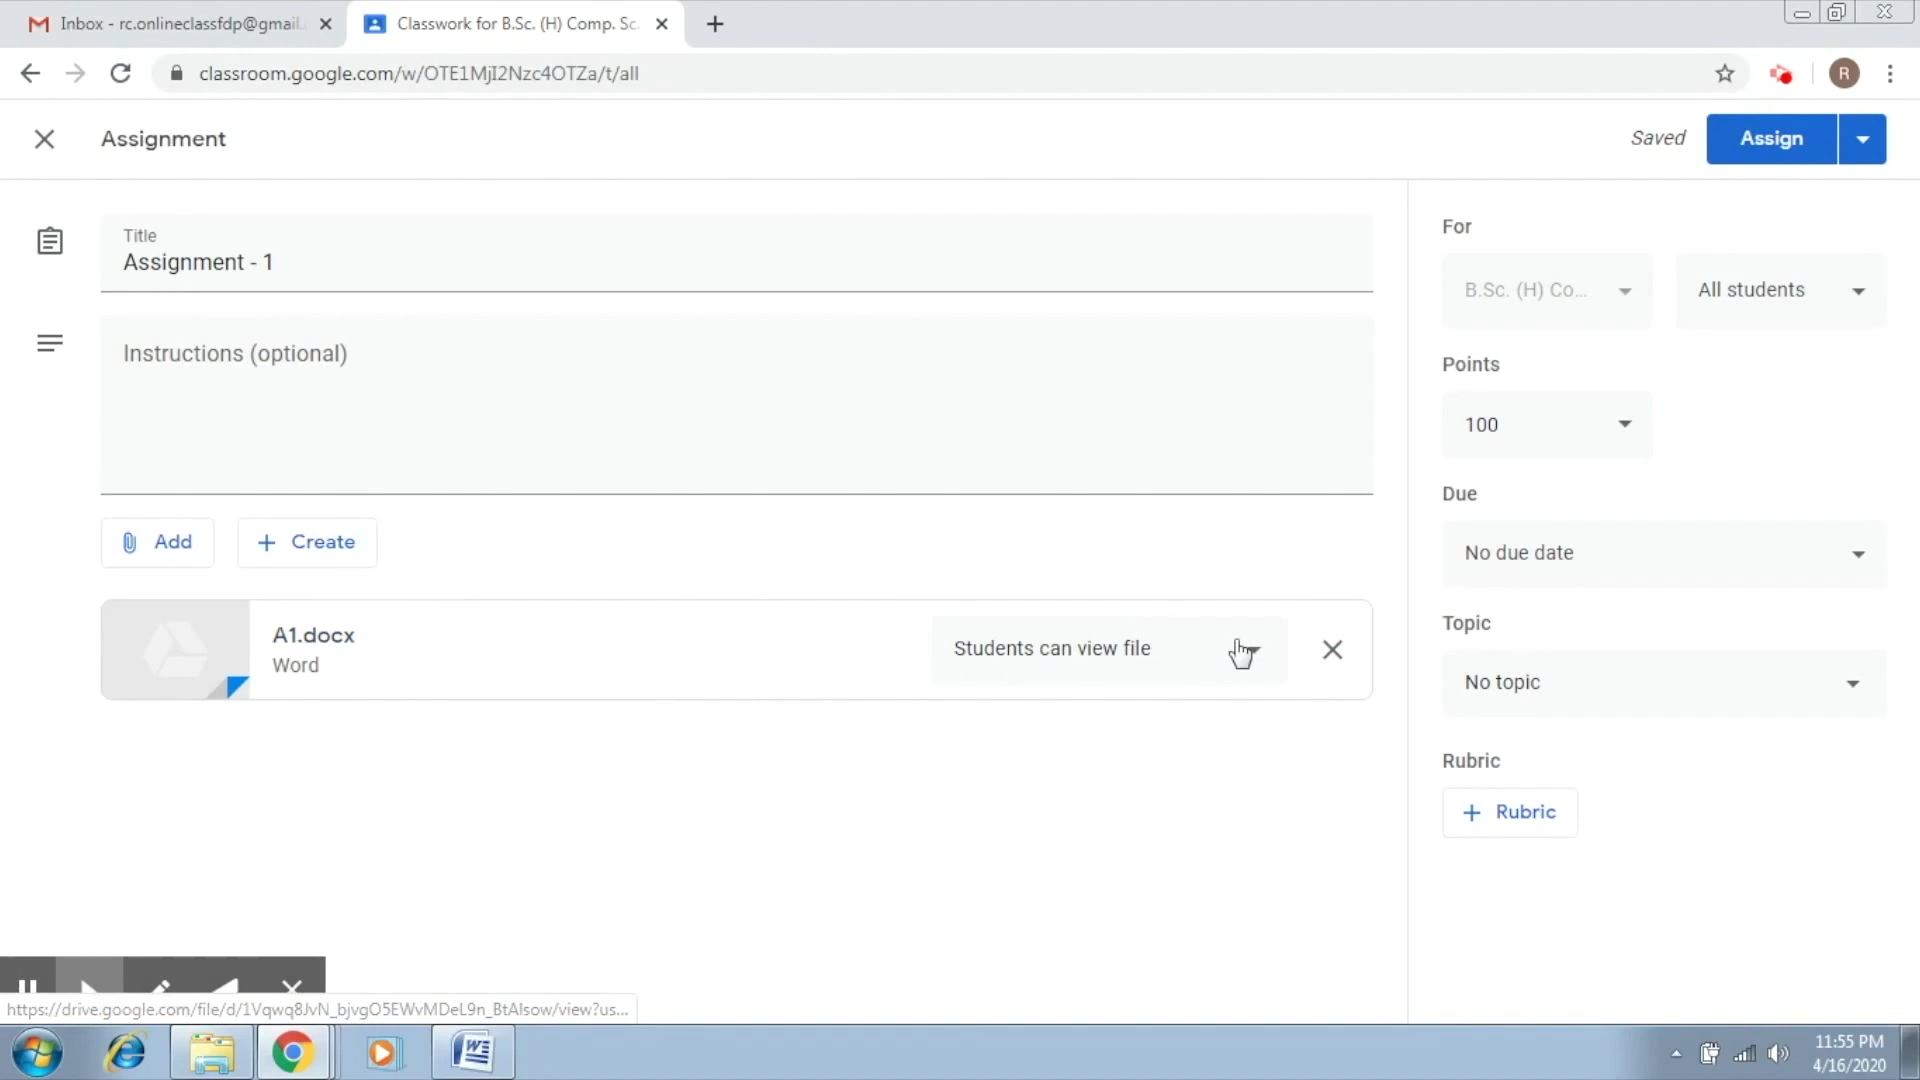 Inbox - rc.onlineclassfdp@gmail.
Classwork for B.Sc. (H) Comp. Sc.
classroom.google.com/w/OTE1MjI2Nzc4OTZa/t/all
R
Assignment
Saved
Assign
Title
Assignment - 1
Instructions (optional)
Add
Create
A1.docx
Word
Students can view file
For
B.Sc. (H) Co...
All students
Points
100
Due
No due date
Topic
No topic
Rubric
Rubric
https://drive.google.com/file/d/1Vqwq8JvN_bjvgO5EWvMDeL9n_BtAlsow/view?us...
11:55 PM
4/16/2020